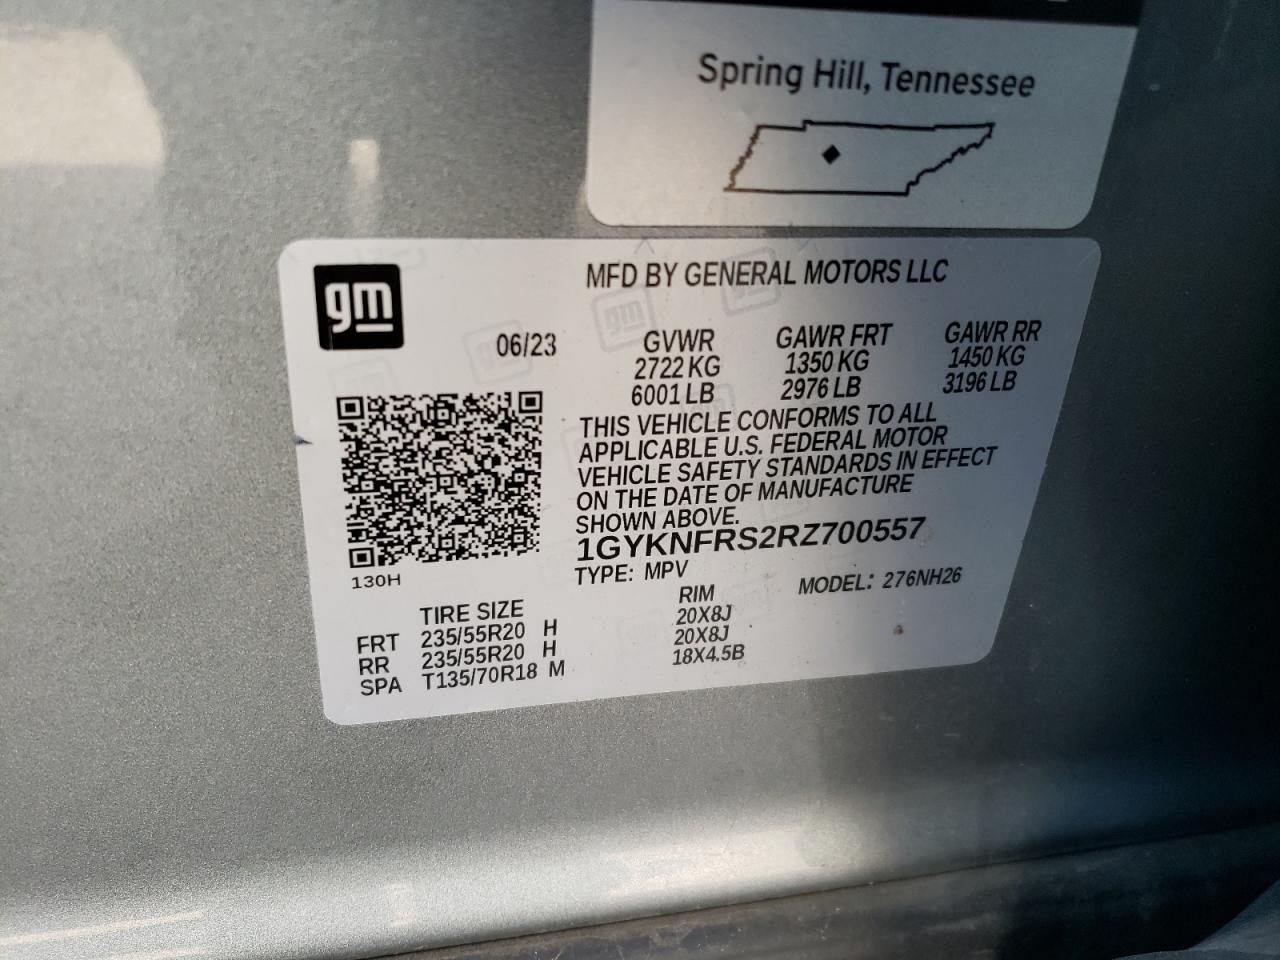 Spring Hill, Tennessee
gm
MFD BY GENERAL MOTORS LLC
06/23
GVWR GAWR FRT GAWR RR
2722 KG 1350 KG 1450 KG
6001 LB 2976 LB 3196 LB
THIS VEHICLE CONFORMS TO ALL
APPLICABLE U.S. FEDERAL MOTOR
VEHICLE SAFETY STANDARDS IN EFFECT
ON THE DATE OF MANUFACTURE
SHOWN ABOVE.
1GYKNFRS2RZ700557
130H
TYPE: MPV MODEL: 276NH26
TIRE SIZE RIM
FRT 235/55R20 H 20X8J
RR 235/55R20 H 20X8J
SPA T135/70R18 M 18X4.5B